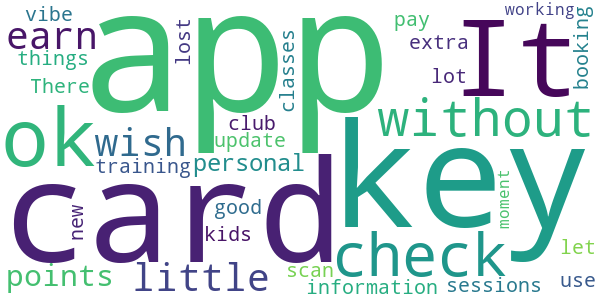 vibe
earn
things
There
lost
app
classes
pay
extra
lot
It
working
booking
ok
wish
training
club
update
personal
without
card
new
good
kids
key
check
moment
let
points
little
scan
information
sessions
use